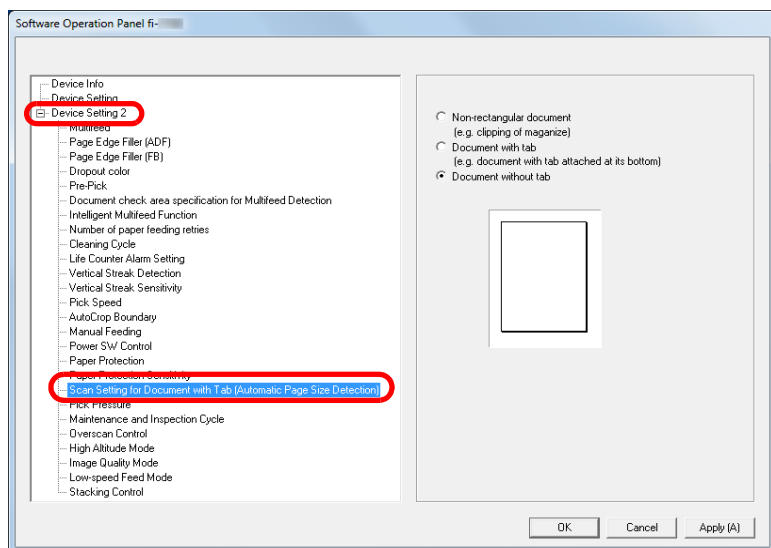 Software Operation Panel fi-
Device Info
Device Setting
Device Setting 2
Multifeed
Page Edge Filler (ADF)
Page Edge Filler (FB)
Dropout color
Pre-Pick
Document check area specification for Multifeed Detection
Intelligent Multifeed Function
Number of paper feeding retries
Cleaning Cycle
Life Counter Alarm Setting
Vertical Streak Detection
Vertical Streak Sensitivity
Pick Speed
AutoCrop Boundary
Manual Feeding
Power SW Control
Paper Protection
Paper Protection Sensitivity
Scan Setting for Document with Tab (Automatic Page Size Detection)
Pick Pressure
Maintenance and Inspection Cycle
Overscan Control
High Altitude Mode
Image Quality Mode
Low-speed Feed Mode
Stacking Control
Non-rectangular document
(e.g. clipping of maganize)
Document with tab
(e.g. document with tab attached at its bottom)
Document without tab
OK
Cancel
Apply (A)